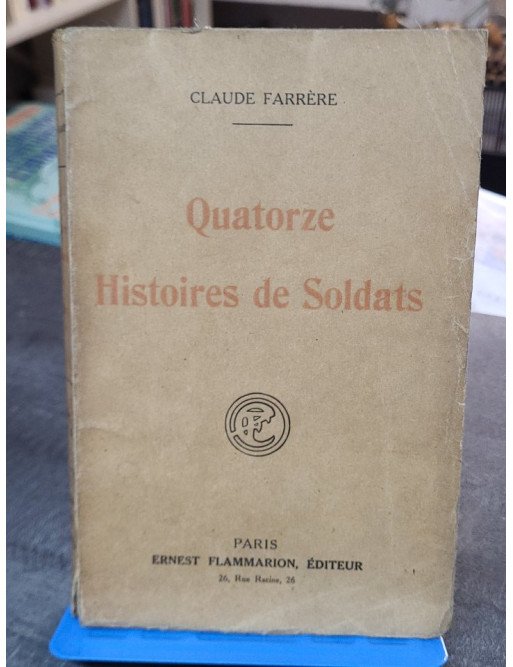 CLAUDE FARRÈRE
Quatorze
Histoires de Soldats
PARIS
ERNEST FLAMMARION, ÉDITEUR
26, Rue Racine, 26